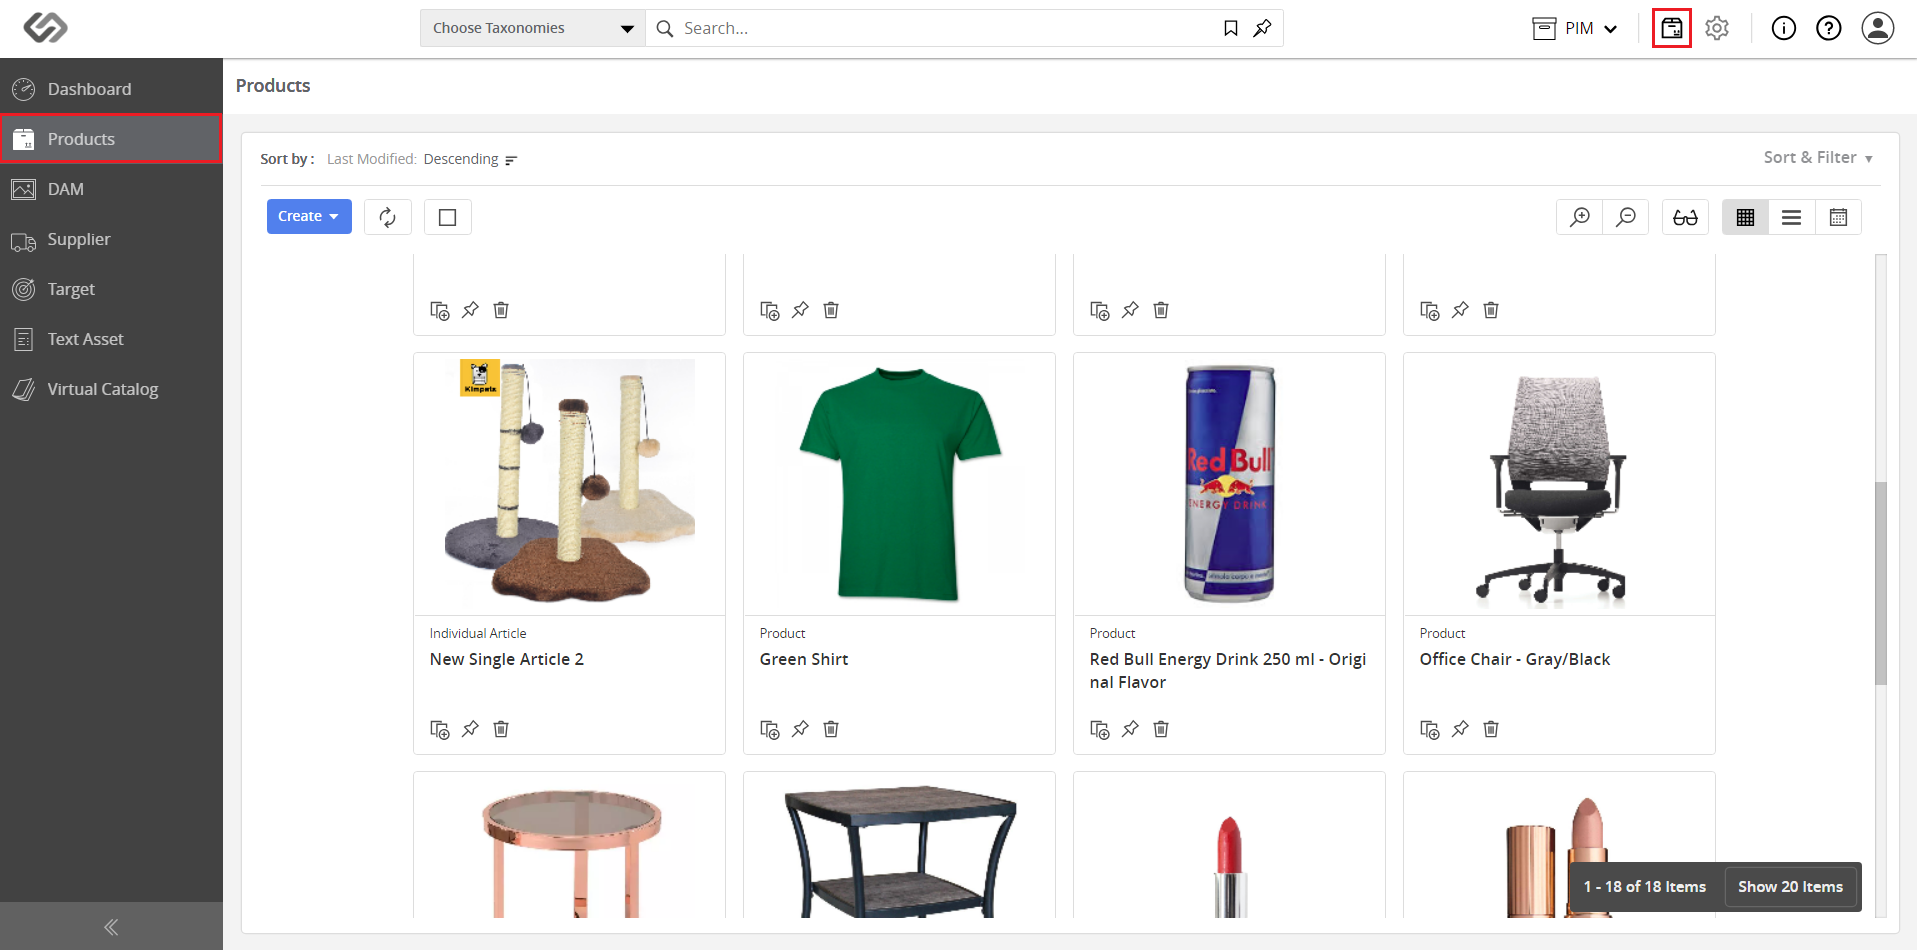 Choose Taxonomies
Search...
PIM
Dashboard
Products
DAM
Supplier
Target
Text Asset
Virtual Catalog
Products
Sort by : Last Modified: Descending
Sort & Filter
Create
Kimpets
Red Bull
ENERGY DRINK
Individual Article
New Single Article 2
Product
Green Shirt
Product
Red Bull Energy Drink 250 ml - Origi
nal Flavor
Product
Office Chair - Gray/Black
1 - 18 of 18 Items
Show 20 Items